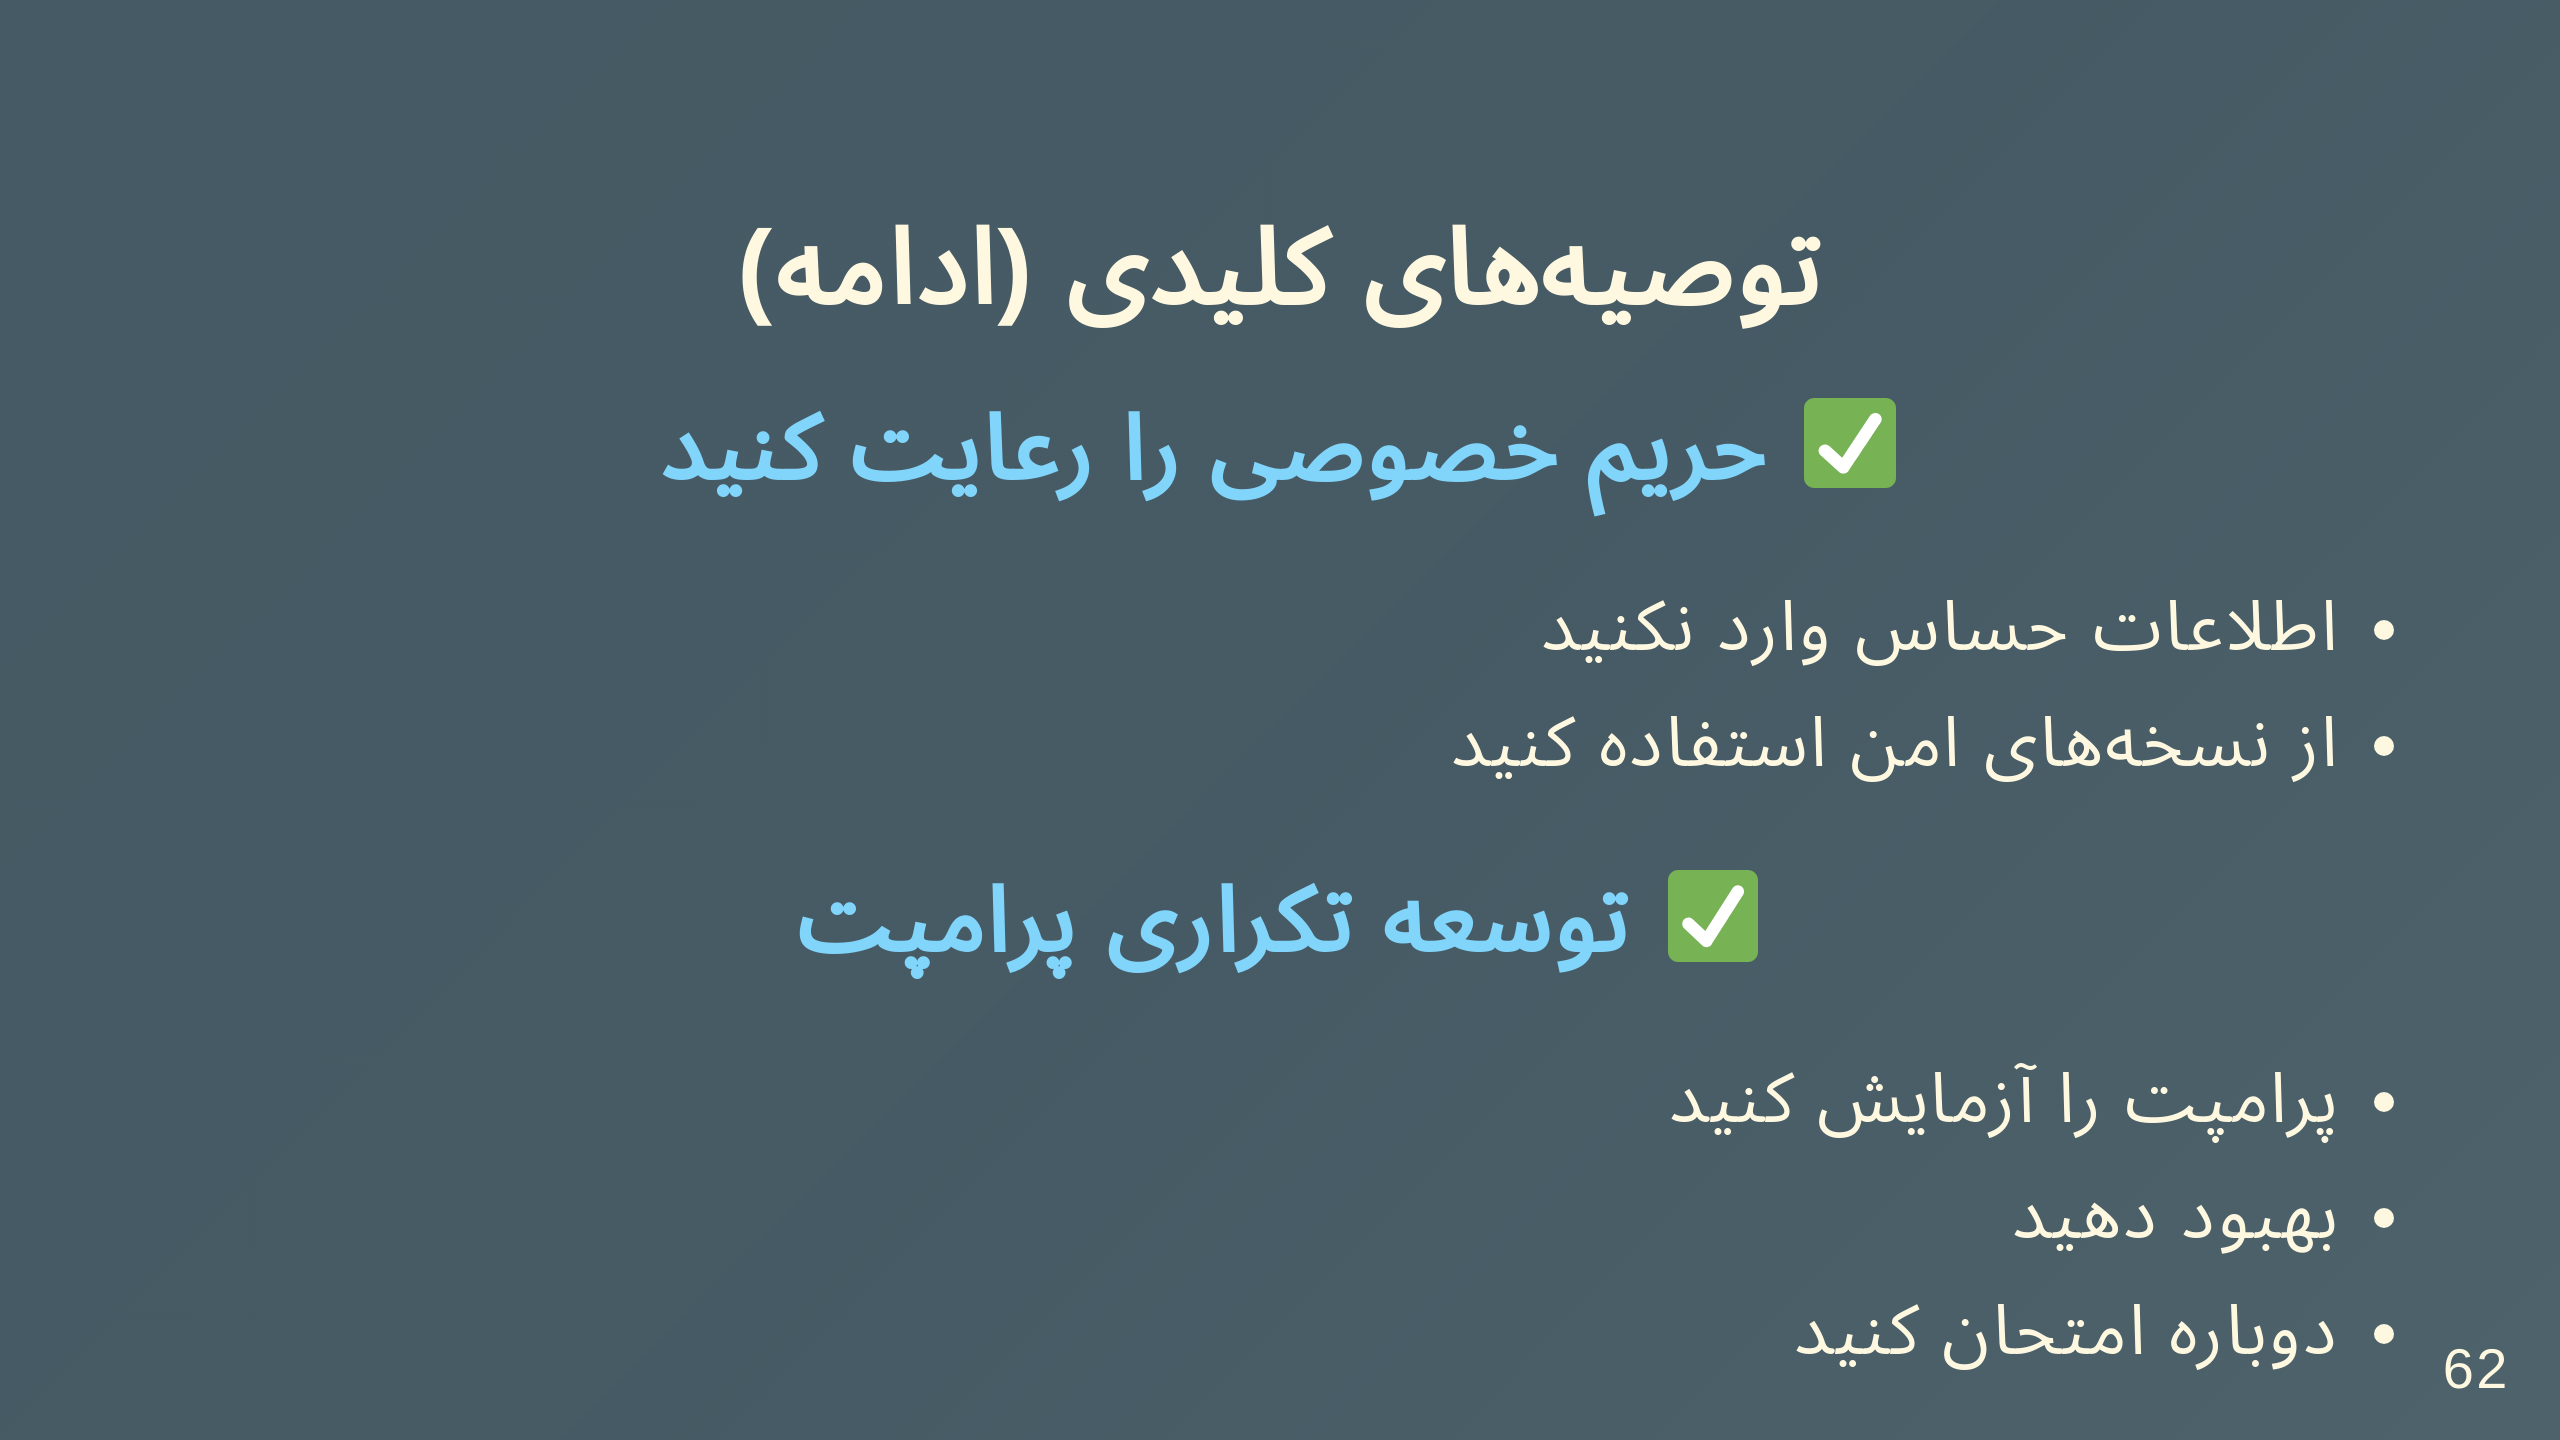 توصیه‌های کلیدی (ادامه)
✅ حریم خصوصی را رعایت کنید
• اطلاعات حساس وارد نکنید
• از نسخه‌های امن استفاده کنید
✅ توسعه تکراری پرامپت
• پرامپت را آزمایش کنید
• بهبود دهید
• دوباره امتحان کنید
62